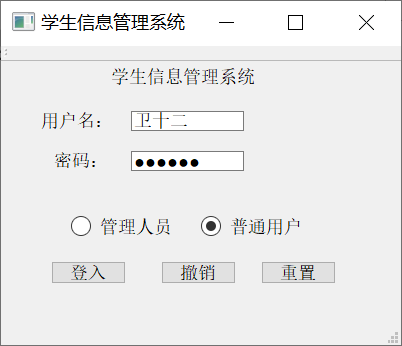 学生信息管理系统
学生信息管理系统
用户名： 卫十二
密码： ●●●●●●
管理人员 普通用户
登入 撤销 重置